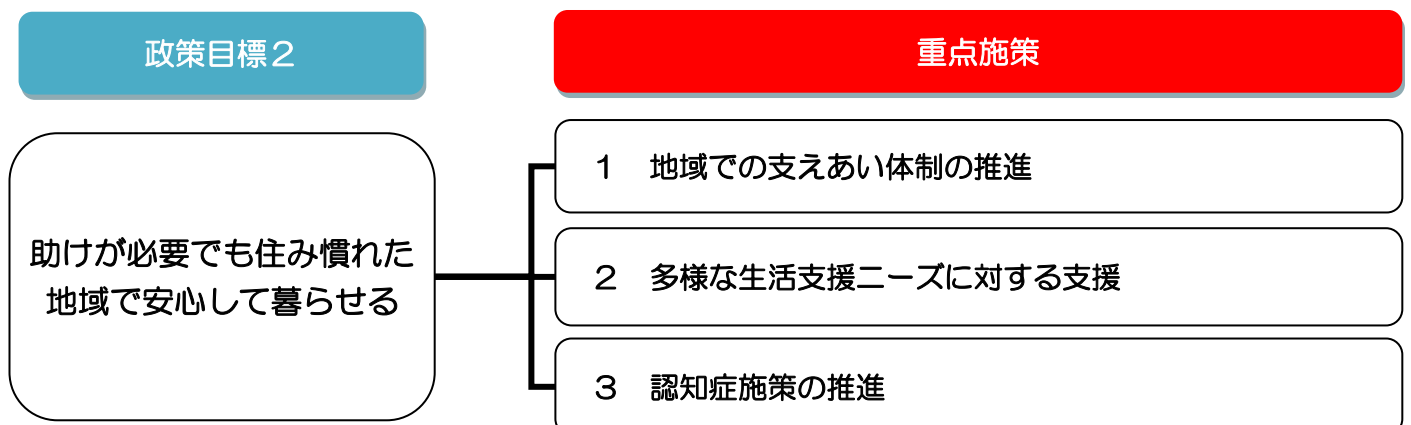 政策目標２
重点施策
助けが必要でも住み慣れた
地域で安心して暮らせる
１　地域での支えあい体制の推進
２　多様な生活支援ニーズに対する支援
３　認知症施策の推進